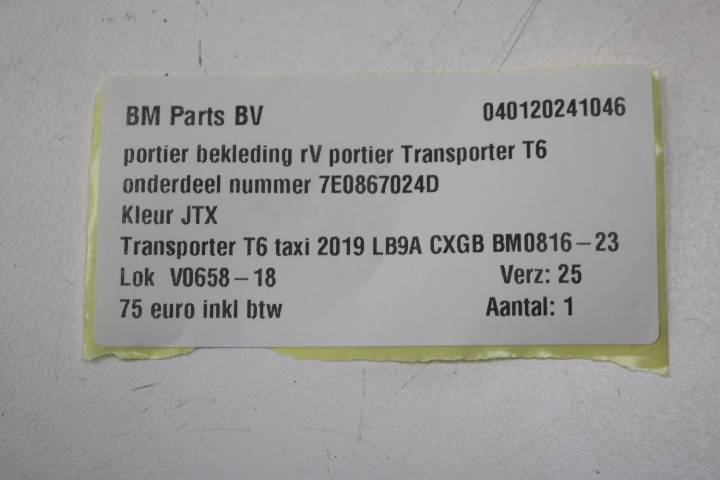 BM Parts BV 040120241046
portier bekleding rV portier Transporter T6
onderdeel nummer 7E0867024D
Kleur JTX
Transporter T6 taxi 2019 LB9A CXGB BM0816-23
Lok V0658-18 Verz: 25
75 euro inkl btw Aantal: 1